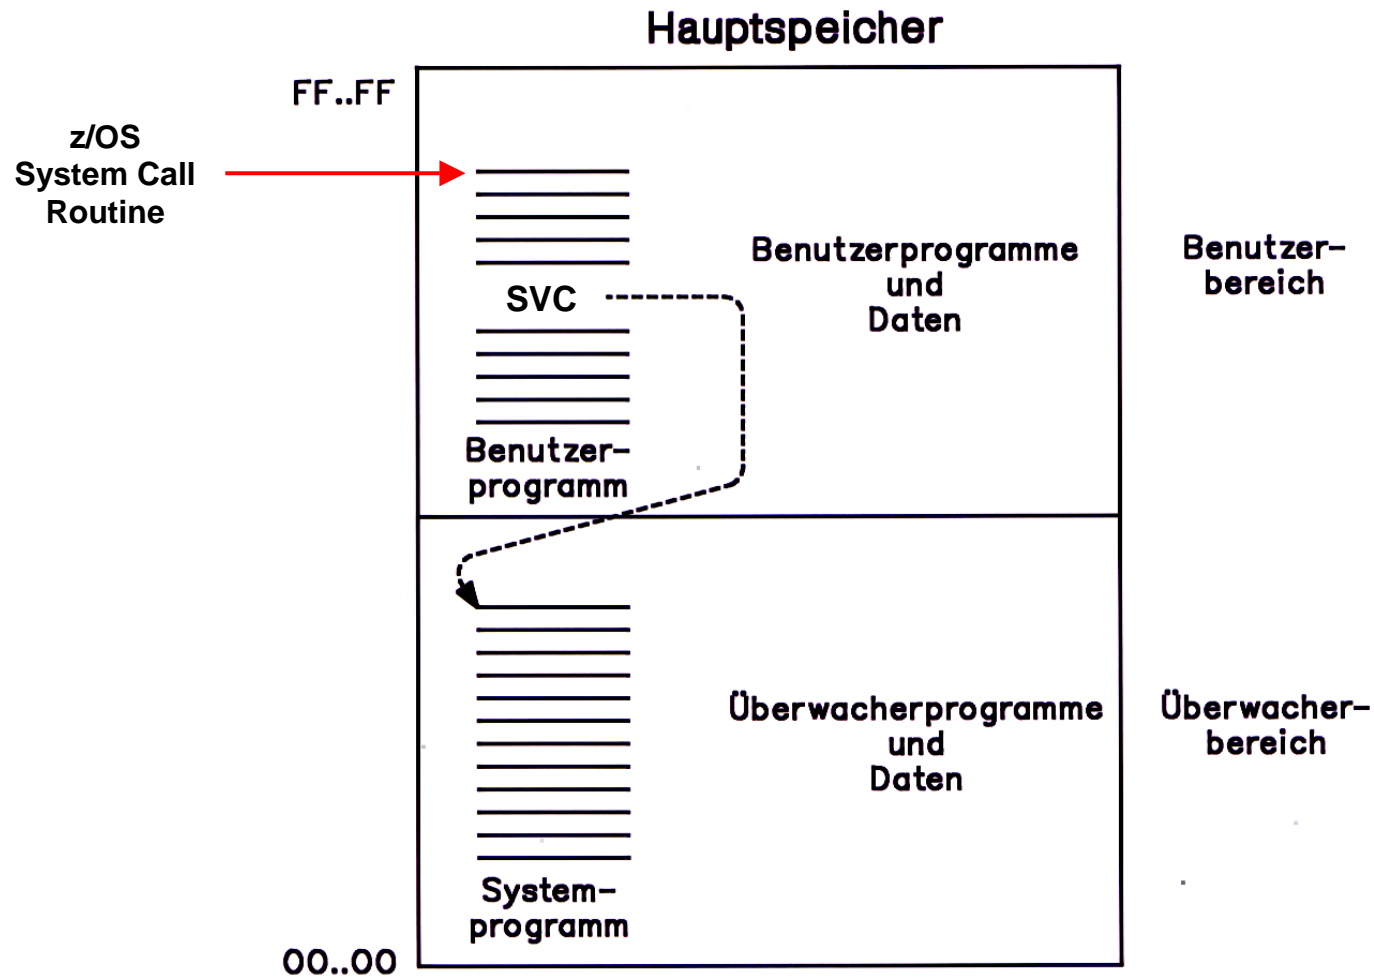 Hauptspeicher
FF..FF
z/OS
System Call
Routine
SVC
Benutzerprogramme
und
Daten
Benutzer-
bereich
Benutzer-
programm
Überwacherprogramme
und
Daten
Überwacher-
bereich
System-
programm
00..00